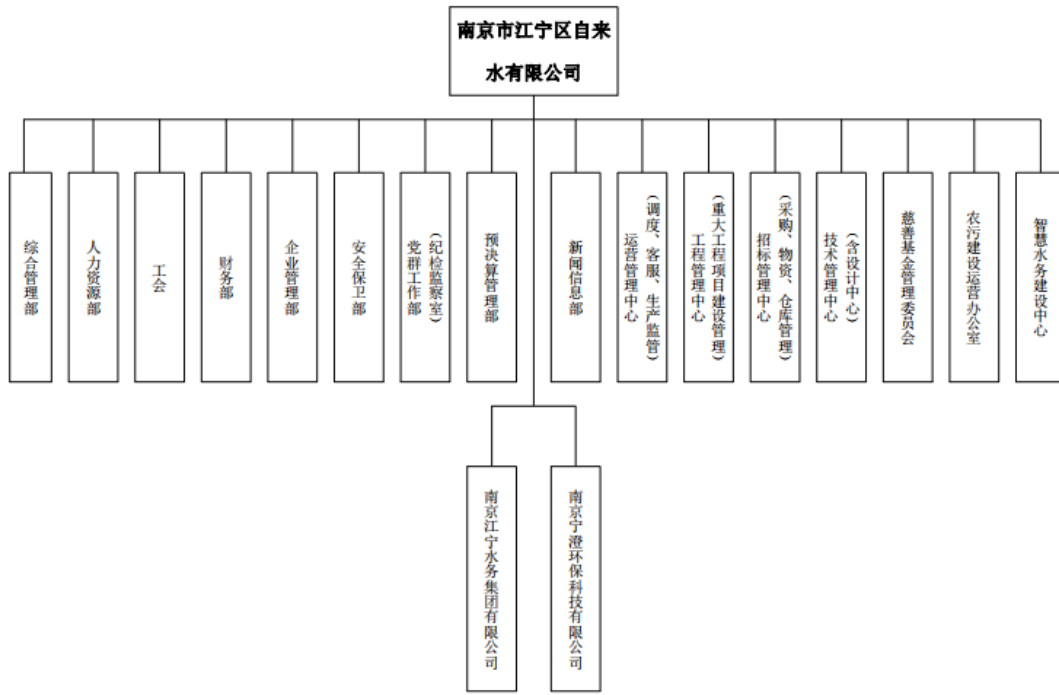 南京市江宁区自来
水有限公司
综合管理部
人力资源部
工会
财务部
企业管理部
安全保卫部
党群工作部
(纪检监察室)
预决算管理部
新闻信息部
运营管理中心
(调度、客服、生产监管)
工程管理中心
(重大工程项目建设管理)
招标管理中心
(采购、物资、仓库管理)
技术管理中心
(含设计中心)
慈善基金管理委员会
农污建设运营办公室
智慧水务建设中心
南京江宁水务集团有限公司
南京宁澄环保科技有限公司